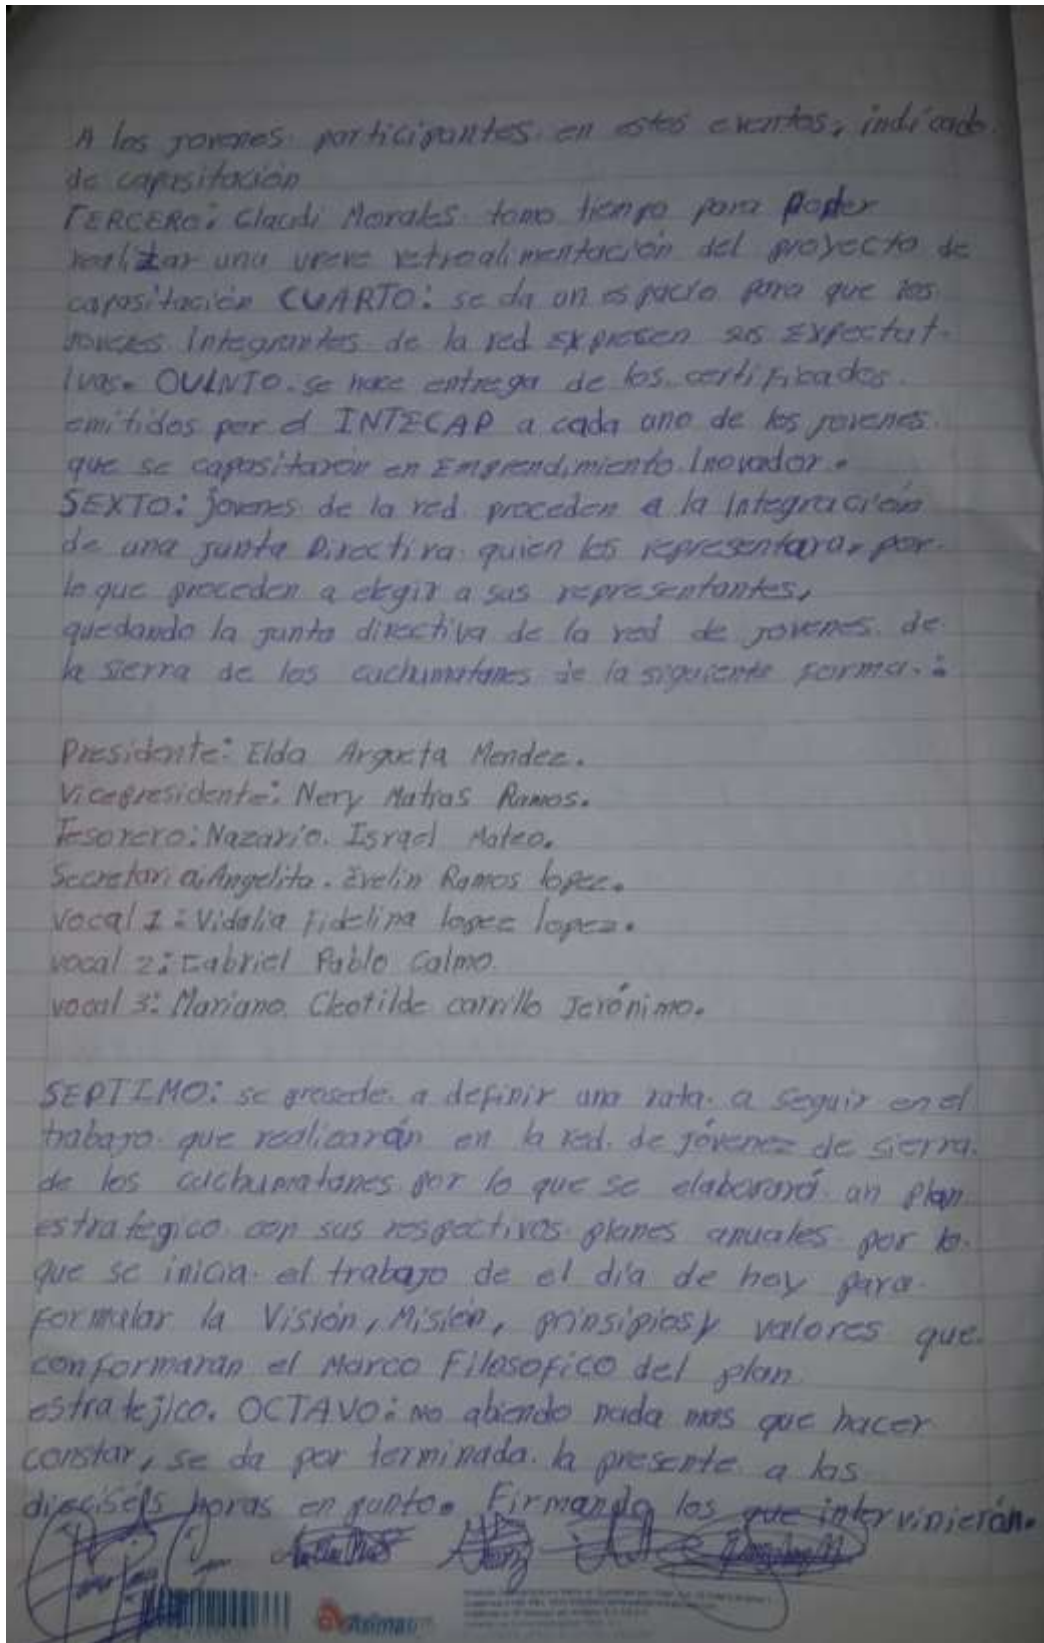 A los jovenes participantes en estos eventos, indicado
de capasitación
TERCERO: Claudi Morales tomo tiempo para poder
realizar una vreve retroalimentación del proyecto de
capasitación CUARTO: se da un espacio para que los
jovenes integrantes de la red expresen sus Expectat-
ivas. QUINTO. se hace entrega de los certificados
emitidos por el INTECAP a cada uno de los jovenes
que se capasitarón en Emprendimiento Inovador.
SEXTO: jovenes de la red proceden a la Integración
de una junta Directiva quien los representara, por
lo que proceden a elegir a sus representantes,
quedando la junta directiva de la red de jovenes de
la sierra de los cuchumatanes de la siguiente forma.:
Presidente: Elda Argueta Mendez.
Vicepresidente: Nery Matias Ramos.
Tesorero: Nazario. Israel Mateo.
Secretaria: Angelita. Evelin Ramos lopez.
Vocal 1: Vidalia Fidelina lopez lopez.
vocal 2: Gabriel Pablo Calmo.
vocal 3: Mariano. Cleotilde carrillo Jerónimo.
SEPTIMO: se prosede a definir una ruta a seguir en el
trabajo que realizarán en la red de jóvenez de sierra
de los cuchumatanes por lo que se elaborará un plan
estrategico con sus respectivos planes anuales por lo
que se inicia el trabajo de el día de hoy para
formular la Visión, Misión, prinsipios y valores que
conformaran el Marco Filosofico del plan
estratejico. OCTAVO: no abiendo nada mas que hacer
constar, se da por terminada la presente a las
dieciseis horas en punto. Firmando los que intervinierón.